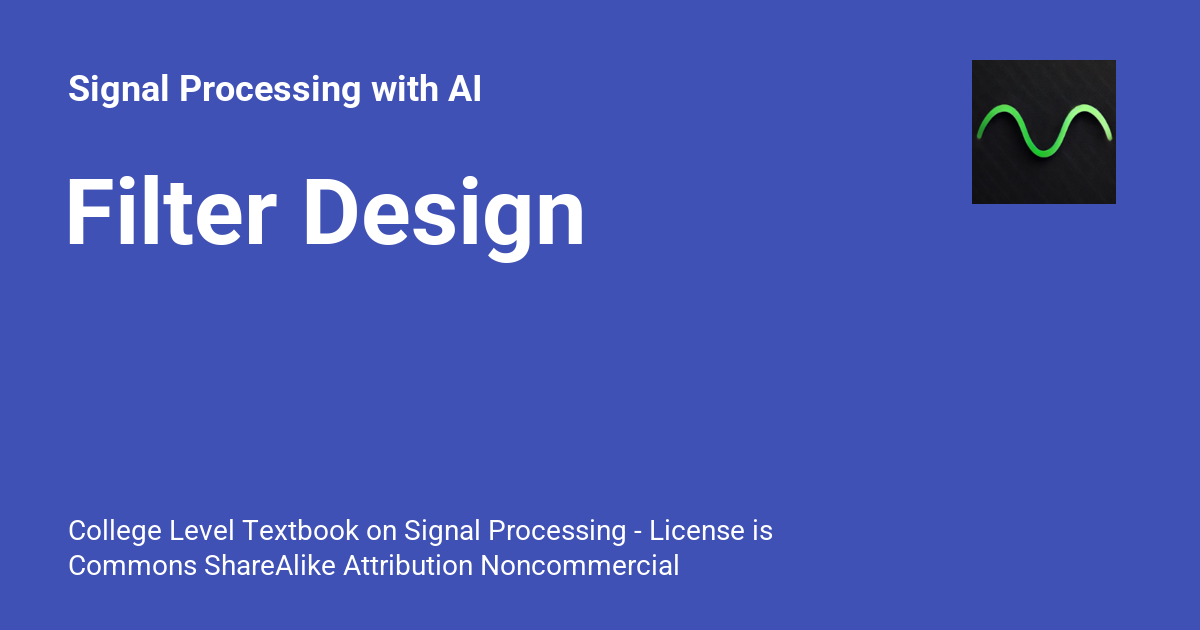 Signal Processing with AI
Filter Design
College Level Textbook on Signal Processing - License is
Commons ShareAlike Attribution Noncommercial